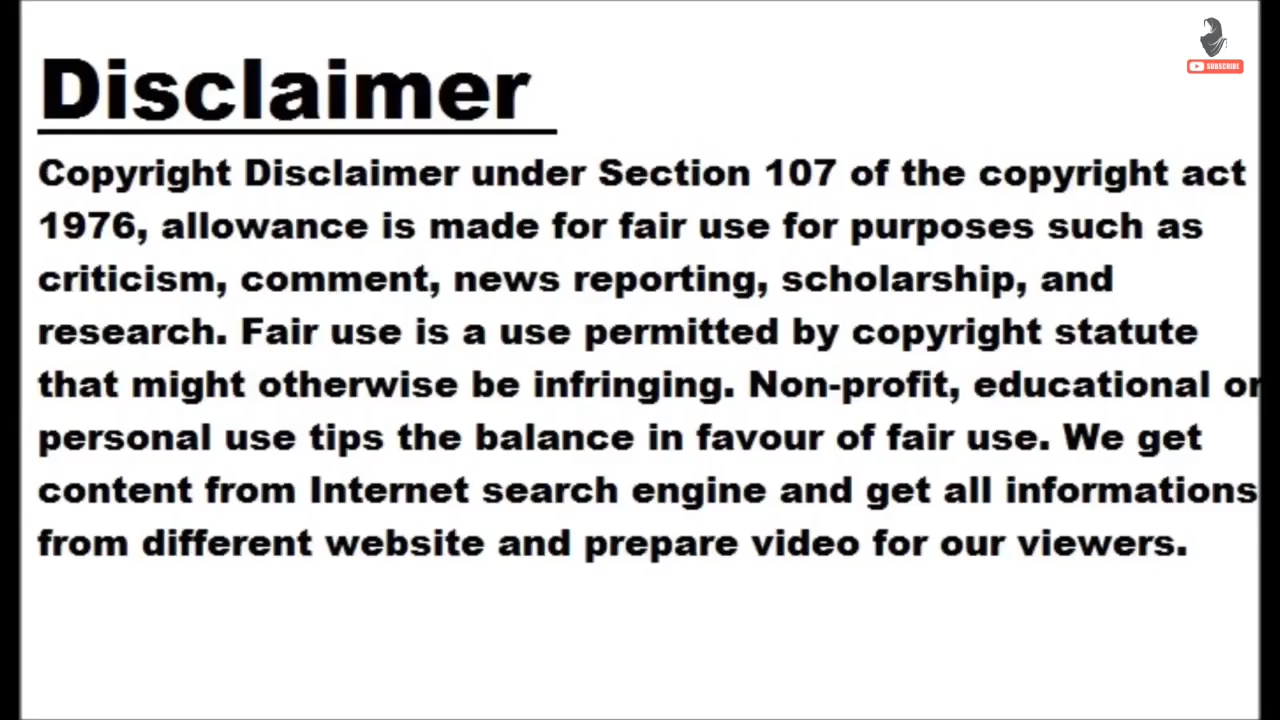 SUBSCRIBE
Disclaimer
Copyright Disclaimer under Section 107 of the copyright act
1976, allowance is made for fair use for purposes such as
criticism, comment, news reporting, scholarship, and
research. Fair use is a use permitted by copyright statute
that might otherwise be infringing. Non-profit, educational or
personal use tips the balance in favour of fair use. We get
content from Internet search engine and get all informations
from different website and prepare video for our viewers.